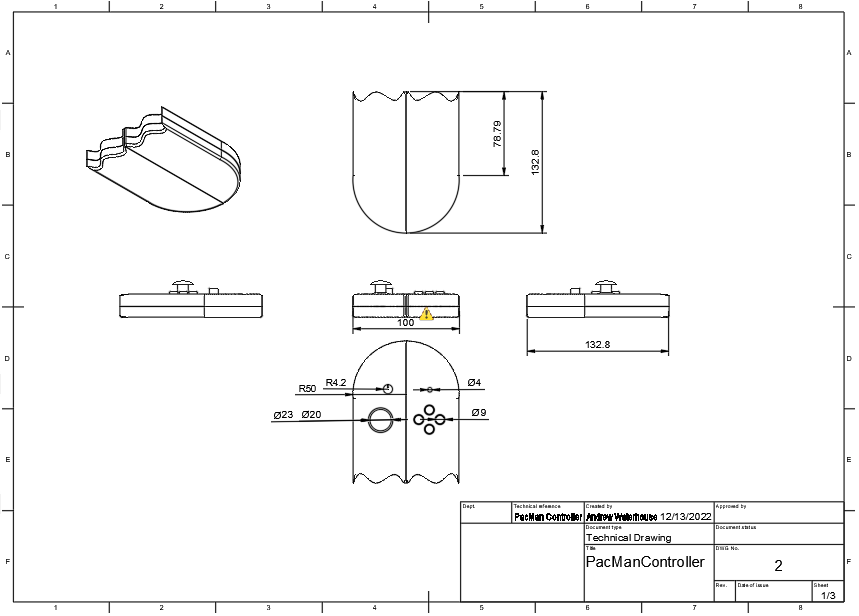 1 2 3 4 5 6 7 8
A A
B B
78.79
132.8
C C
100
132.8
D D
R4.2 Ø4
R50
Ø23 Ø20 Ø9
E E
Dept. Technical reference Created by Approved by
PacMan Controller Andrew Waterhouse 12/13/2022
Document type Document status
Technical Drawing
Title DWG No.
PacManController 2
F F
Rev. Date of issue Sheet
1/3
1 2 3 4 5 6 7 8